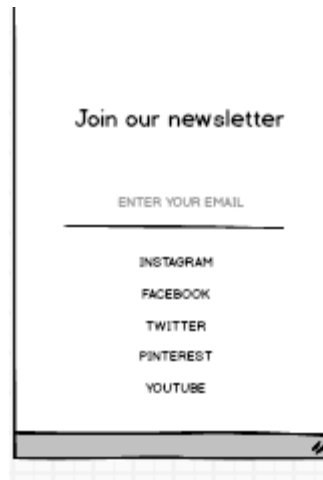 Join our newsletter
ENTER YOUR EMAIL
INSTAGRAM
FACEBOOK
TWITTER
PINTEREST
YOUTUBE